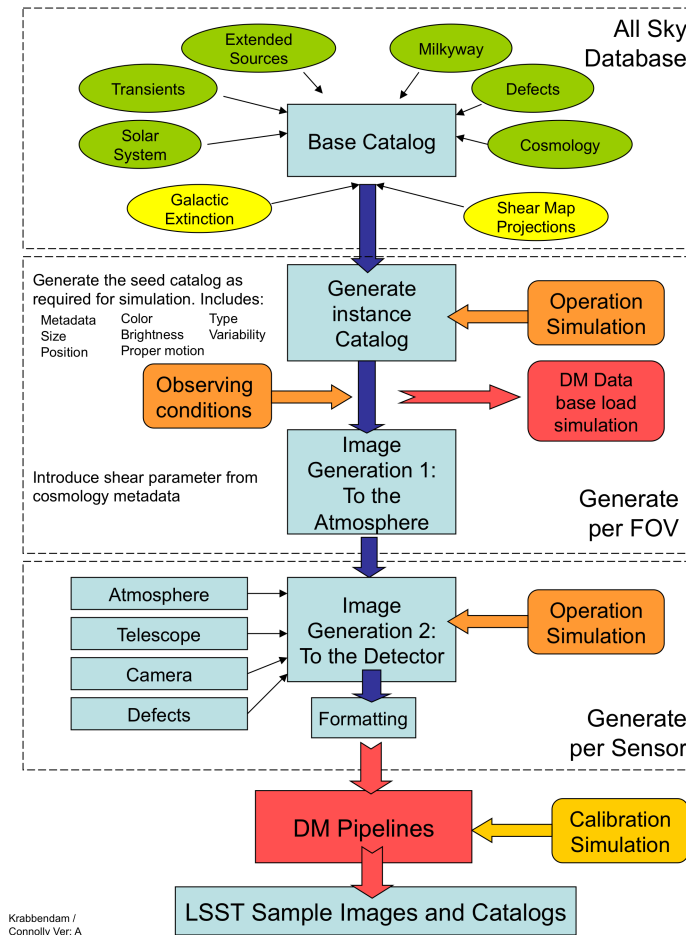 All Sky
Database
Extended
Sources
Milkyway
Transients
Defects
Solar
System
Base Catalog
Cosmology
Galactic
Extinction
Shear Map
Projections
Generate the seed catalog as
required for simulation. Includes:
Metadata Color Type
Size Brightness Variability
Position Proper motion
Generate
instance
Catalog
Operation
Simulation
Observing
conditions
DM Data
base load
simulation
Image
Generation 1:
To the
Atmosphere
Introduce shear parameter from
cosmology metadata
Generate
per FOV
Atmosphere
Telescope
Camera
Defects
Image
Generation 2:
To the Detector
Operation
Simulation
Formatting
Generate
per Sensor
DM Pipelines
Calibration
Simulation
LSST Sample Images and Catalogs
Krabbendam /
Connolly Ver: A